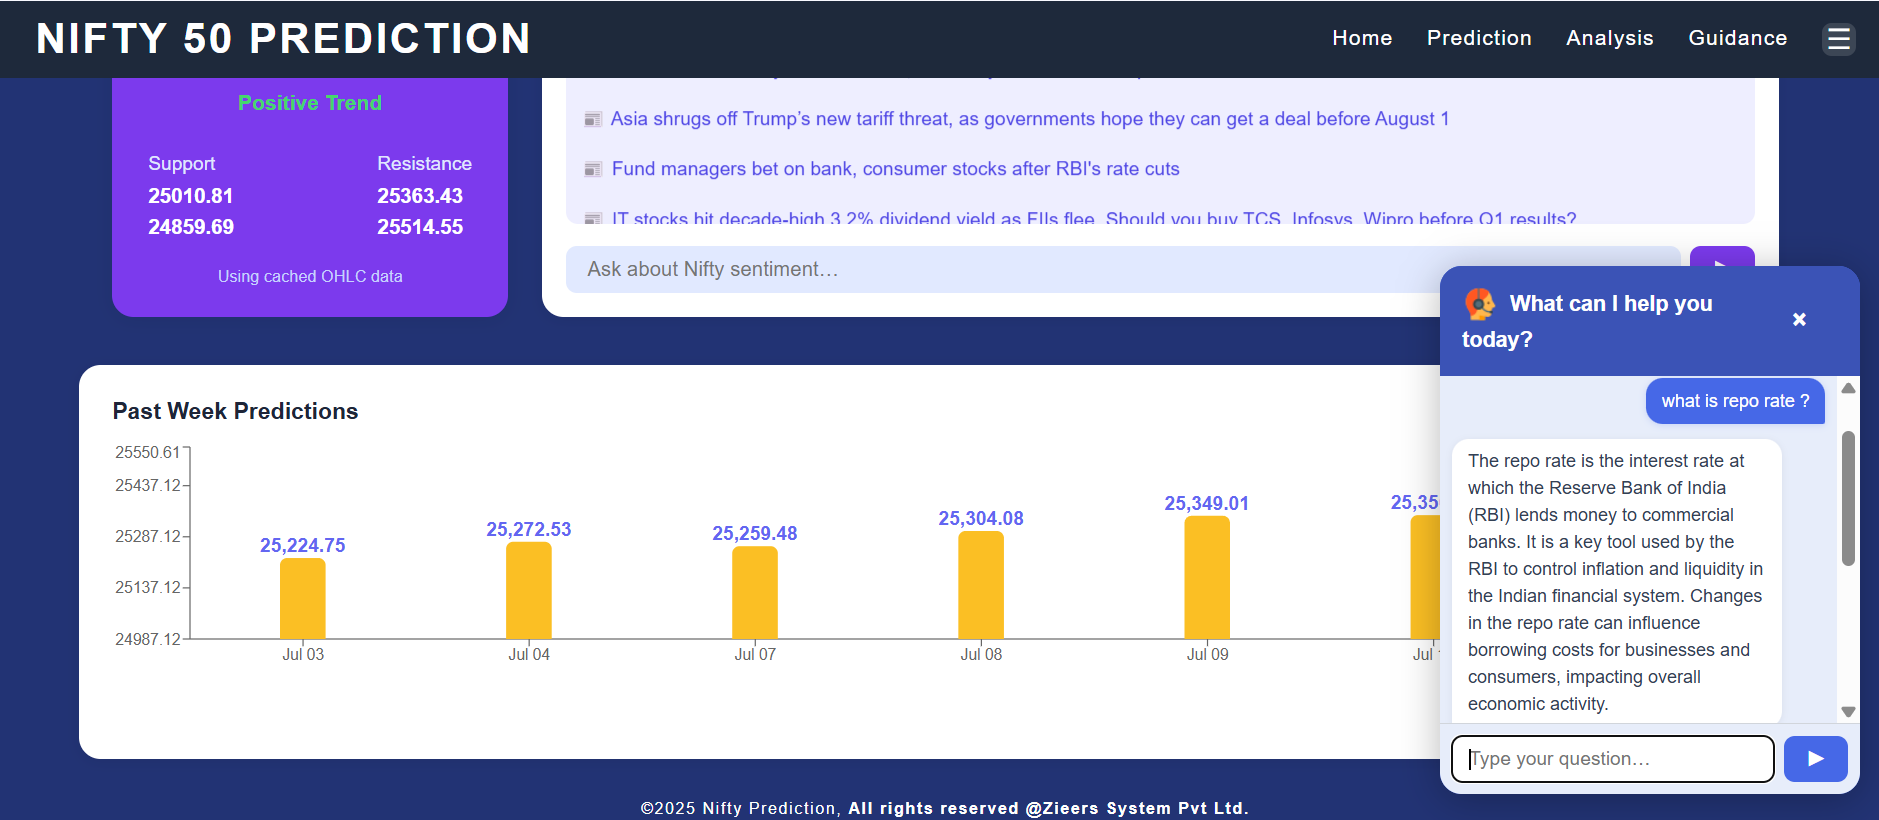 NIFTY 50 PREDICTION
Home Prediction Analysis Guidance
Positive Trend
Support Resistance
25010.81 25363.43
24859.69 25514.55
Using cached OHLC data
Asia shrugs off Trump’s new tariff threat, as governments hope they can get a deal before August 1
Fund managers bet on bank, consumer stocks after RBI's rate cuts
IT stocks hit decade-high 3.2% dividend yield as FIIs flee. Should you buy TCS, Infosys, Wipro before Q1 results?
Ask about Nifty sentiment…
Past Week Predictions
25550.61
25437.12
25287.12
25137.12
24987.12
25,224.75
25,272.53
25,259.48
25,304.08
25,349.01
25,35
Jul 03
Jul 04
Jul 07
Jul 08
Jul 09
Jul
What can I help you
today?
×
what is repo rate ?
The repo rate is the interest rate at
which the Reserve Bank of India
(RBI) lends money to commercial
banks. It is a key tool used by the
RBI to control inflation and liquidity in
the Indian financial system. Changes
in the repo rate can influence
borrowing costs for businesses and
consumers, impacting overall
economic activity.
Type your question…
©2025 Nifty Prediction, All rights reserved @Zieers System Pvt Ltd.